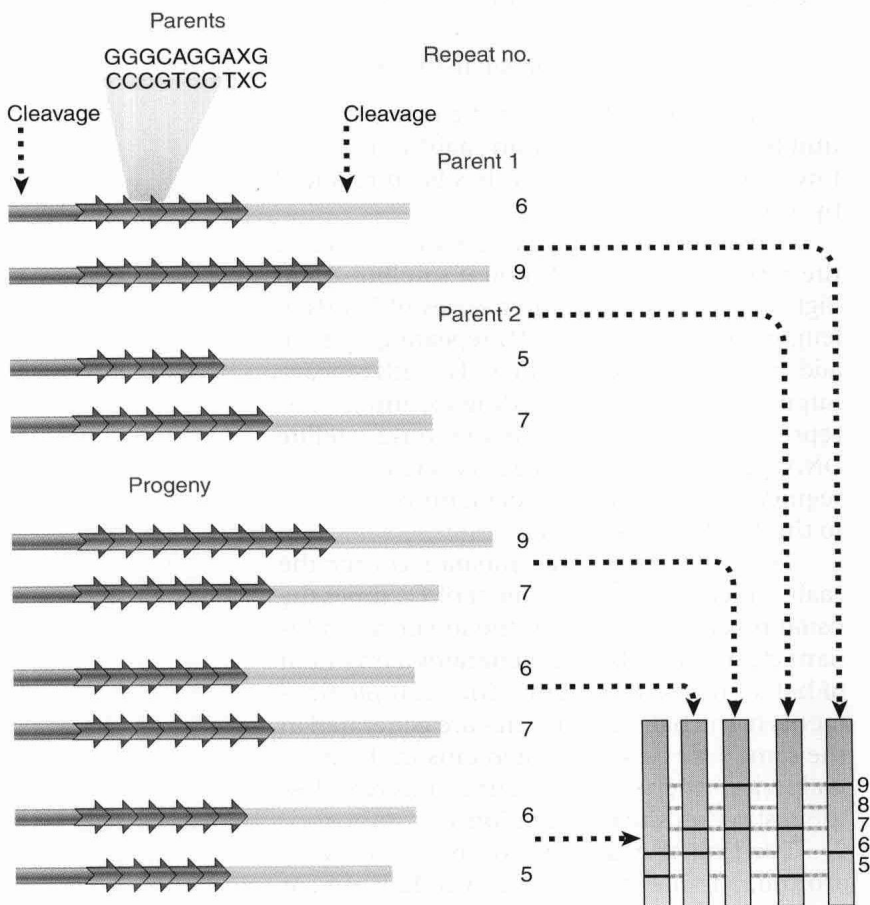 Parents
GGGCAGGAXG
CCCGTCC TXC
Repeat no.
Cleavage
Cleavage
Parent 1
6
9
Parent 2
5
7
Progeny
9
7
6
7
6
5
9
8
7
6
5